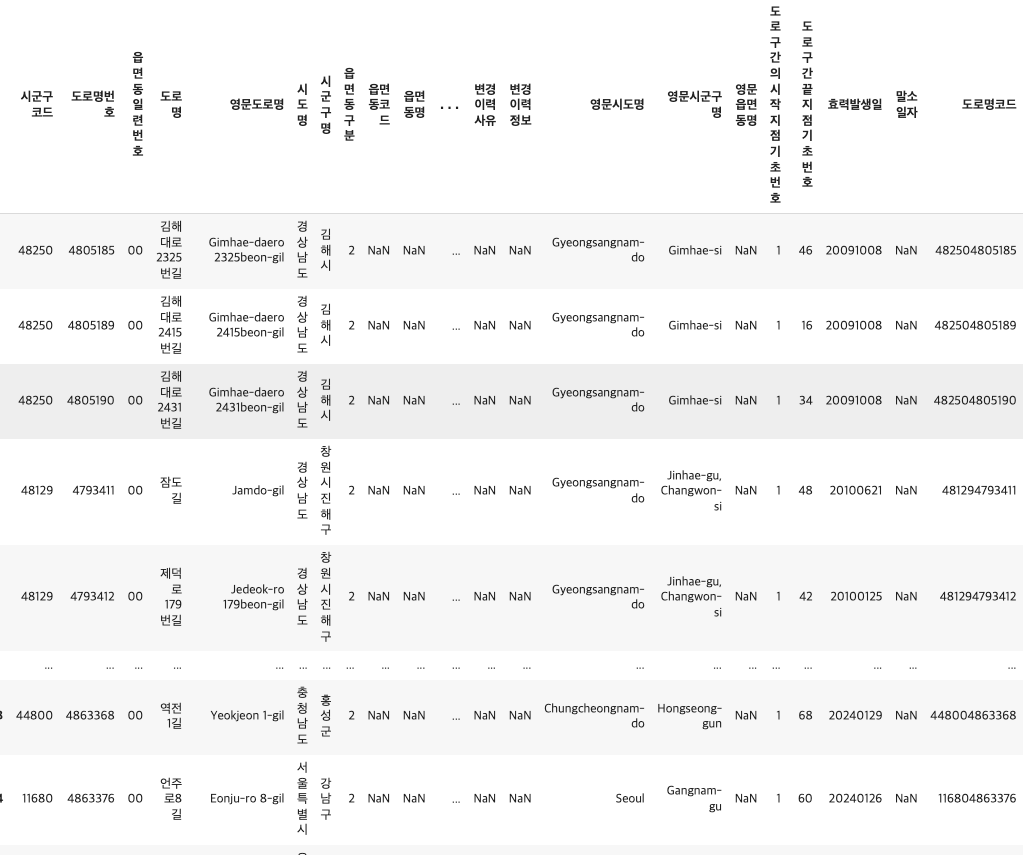 시군구코드 도로명번호 읍면동일련번호 도로명 영문도로명 시도명 시군구명 읍면동구분 읍면동코드 읍면동명 ... 변경이력사유 변경이력정보 영문시도명 영문시군구명 영문읍면동명 도로구간의시작지점기초번호 도로구간끝지점기초번호 효력발생일 말소일자 도로명코드
48250 4805185 00 김해대로2325번길 Gimhae-daero 2325beon-gil 경상남도 김해시 2 NaN NaN ... NaN NaN Gyeongsangnam-do Gimhae-si NaN 1 46 20091008 NaN 482504805185
48250 4805189 00 김해대로2415번길 Gimhae-daero 2415beon-gil 경상남도 김해시 2 NaN NaN ... NaN NaN Gyeongsangnam-do Gimhae-si NaN 1 16 20091008 NaN 482504805189
48250 4805190 00 김해대로2431번길 Gimhae-daero 2431beon-gil 경상남도 김해시 2 NaN NaN ... NaN NaN Gyeongsangnam-do Gimhae-si NaN 1 34 20091008 NaN 482504805190
48129 4793411 00 잠도길 Jamdo-gil 경상남도 창원시진해구 2 NaN NaN ... NaN NaN Gyeongsangnam-do Jinhae-gu, Changwon-si NaN 1 48 20100621 NaN 481294793411
48129 4793412 00 제덕로179번길 Jedeok-ro 179beon-gil 경상남도 창원시진해구 2 NaN NaN ... NaN NaN Gyeongsangnam-do Jinhae-gu, Changwon-si NaN 1 42 20100125 NaN 481294793412
... ... ... ... ... ... ... ... ... ... ... ... ... ... ... ... ... ... ... ... ...
44800 4863368 00 역전1길 Yeokjeon 1-gil 충청남도 홍성군 2 NaN NaN ... NaN NaN Chungcheongnam-do Hongseong-gun NaN 1 68 20240129 NaN 448004863368
11680 4863376 00 언주로8길 Eonju-ro 8-gil 서울특별시 강남구 2 NaN NaN ... NaN NaN Seoul Gangnam-gu NaN 1 60 20240126 NaN 116804863376